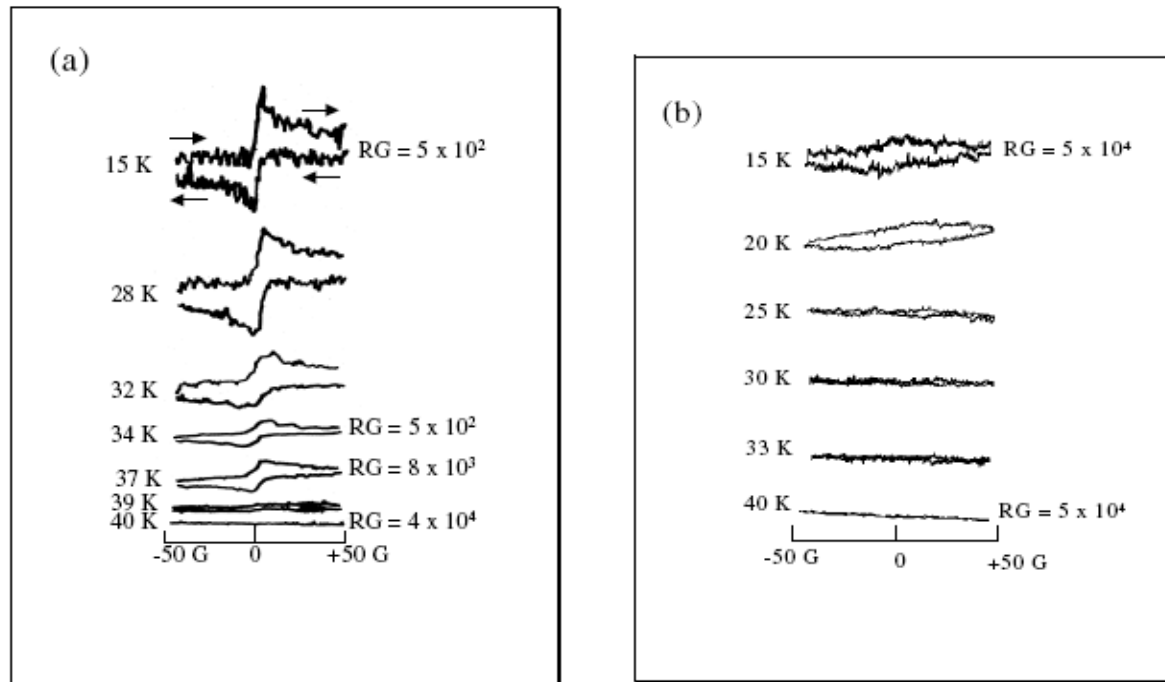 (a)
15 K
RG = 5 x 10²
28 K
32 K
34 K
RG = 5 x 10²
37 K
RG = 8 x 10³
39 K
40 K
RG = 4 x 10⁴
-50 G
0
+50 G
(b)
15 K
RG = 5 x 10⁴
20 K
25 K
30 K
33 K
40 K
RG = 5 x 10⁴
-50 G
0
+50 G